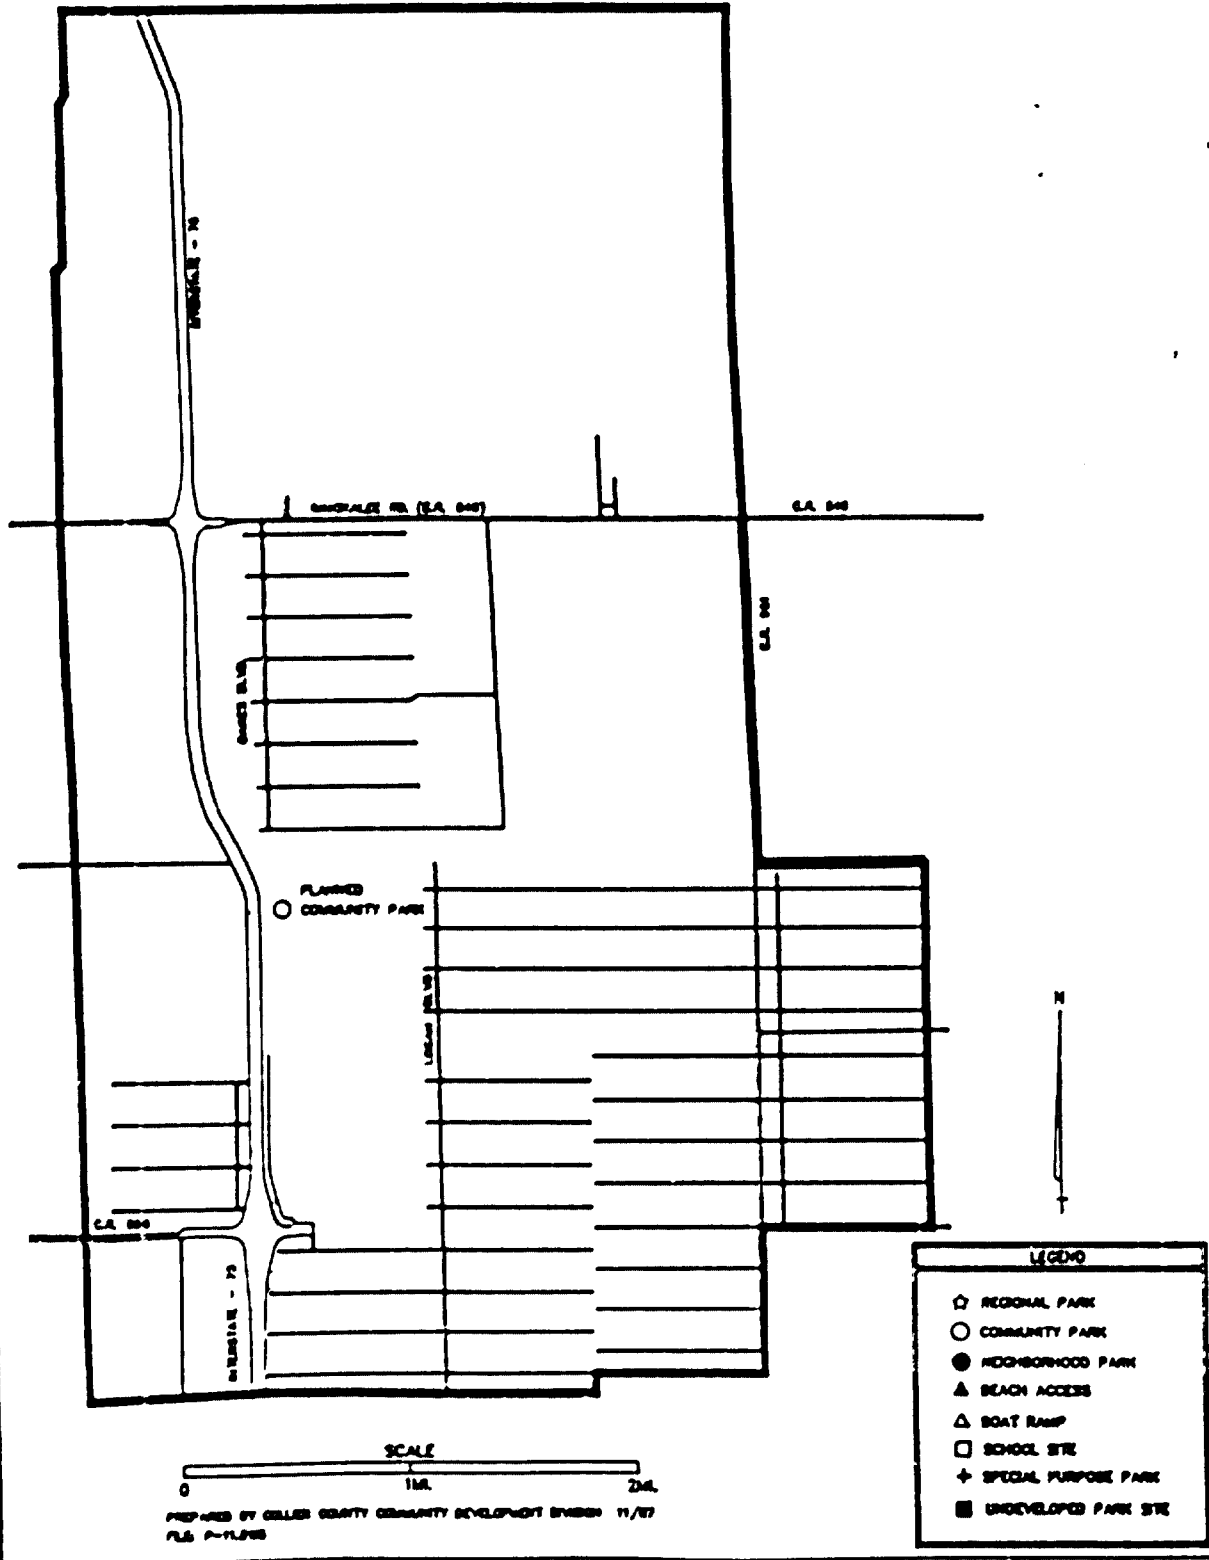 INTERSTATE - 75
IMMOKALEE RD. (C.R. 846)
C.R. 846
C.R. 951
OAKES BLVD.
PLANNED
COMMUNITY PARK
LOGAN BLVD
N
C.R.
INTERSTATE - 75
LEGEND
REGIONAL PARK
COMMUNITY PARK
NEIGHBORHOOD PARK
BEACH ACCESS
BOAT RAMP
SCHOOL SITE
SPECIAL PURPOSE PARK
UNDEVELOPED PARK SITE
SCALE
0 1MI. 2MI.
PREPARED BY COLLIER COUNTY COMMUNITY DEVELOPMENT DIVISION 11/87
FILE